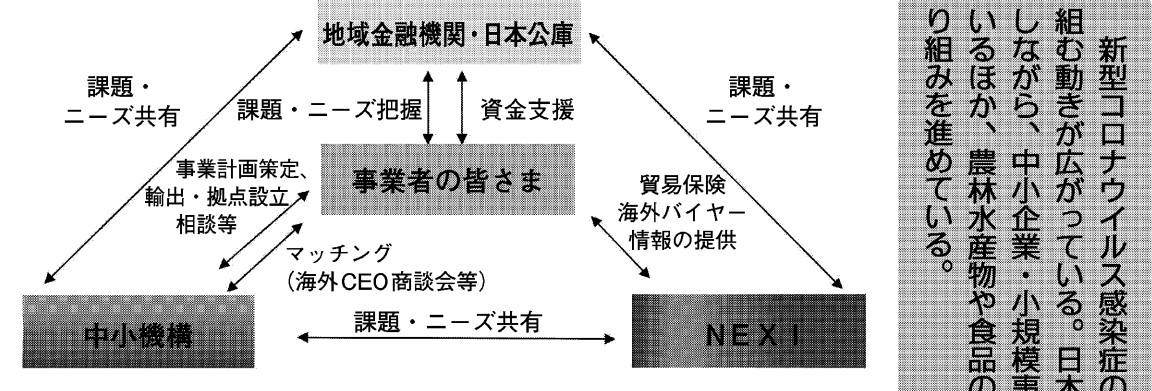 地域金融機関・日本公庫
課題・
ニーズ共有
課題・ニーズ把握
資金支援
課題・
ニーズ共有
事業者の皆さま
事業計画策定、
輸出・拠点設立
相談等
貿易保険
海外バイヤー
情報の提供
マッチング
（海外CEO商談会等）
中小機構
課題・ニーズ共有
NEXI
新型コロナウイルス感染症の
組む動きが広がっている。日本
しながら、中小企業・小規模事
いるほか、農林水産物や食品の
り組みを進めている。